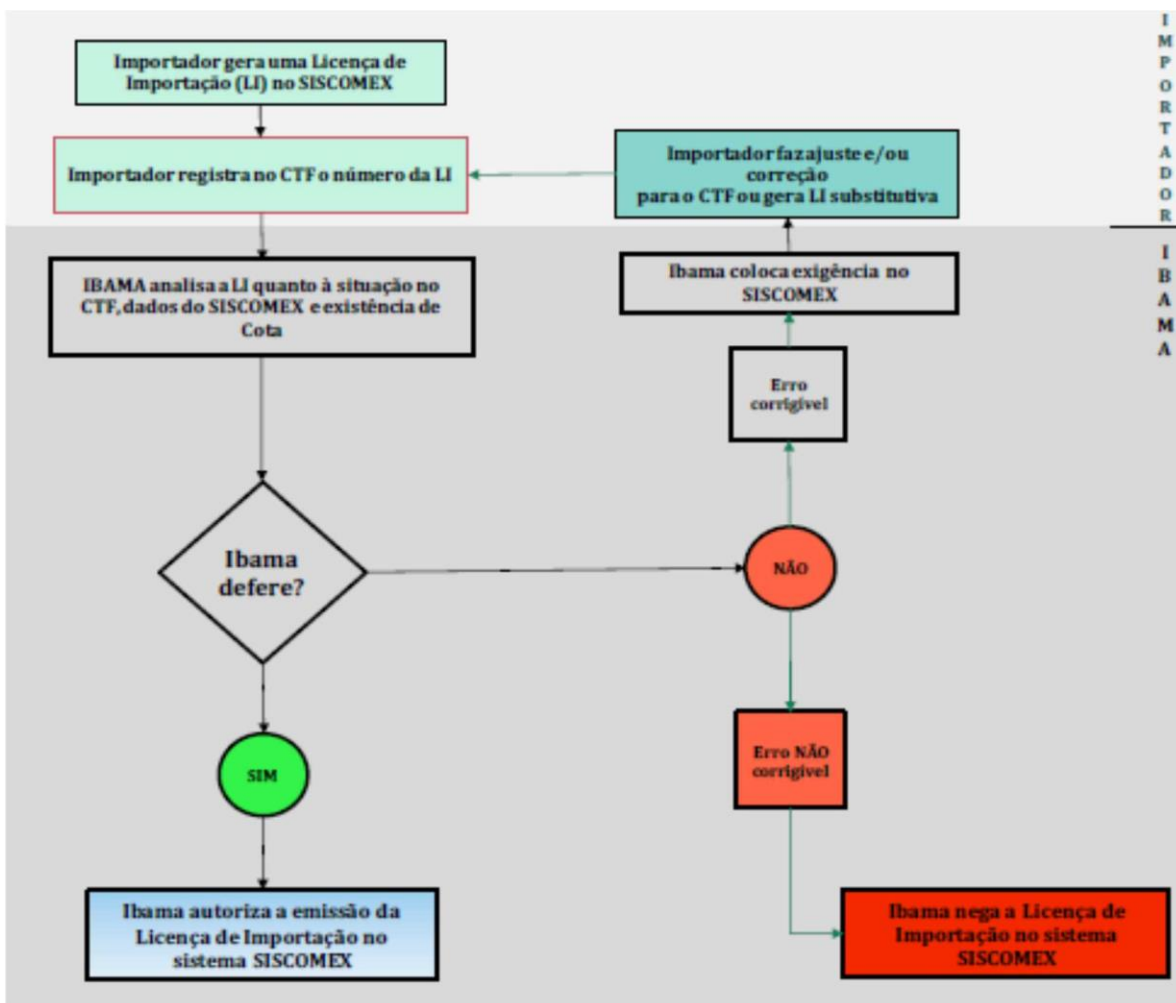 Importador gera uma Licença de
Importação (LI) no SISCOMEX
Importador registra no CTF o número da LI
Importador faz ajuste e/ou
correção
para o CTF ou gera LI substitutiva
IMPORTADOR
IBAMA analisa a LI quanto à situação no
CTF, dados do SISCOMEX e existência de
Cota
Ibama coloca exigência no
SISCOMEX
IBAMA
Erro
corrigível
Ibama
defere?
NÃO
SIM
Erro NÃO
corrigível
Ibama autoriza a emissão da
Licença de Importação no
sistema SISCOMEX
Ibama nega a Licença de
Importação no sistema
SISCOMEX